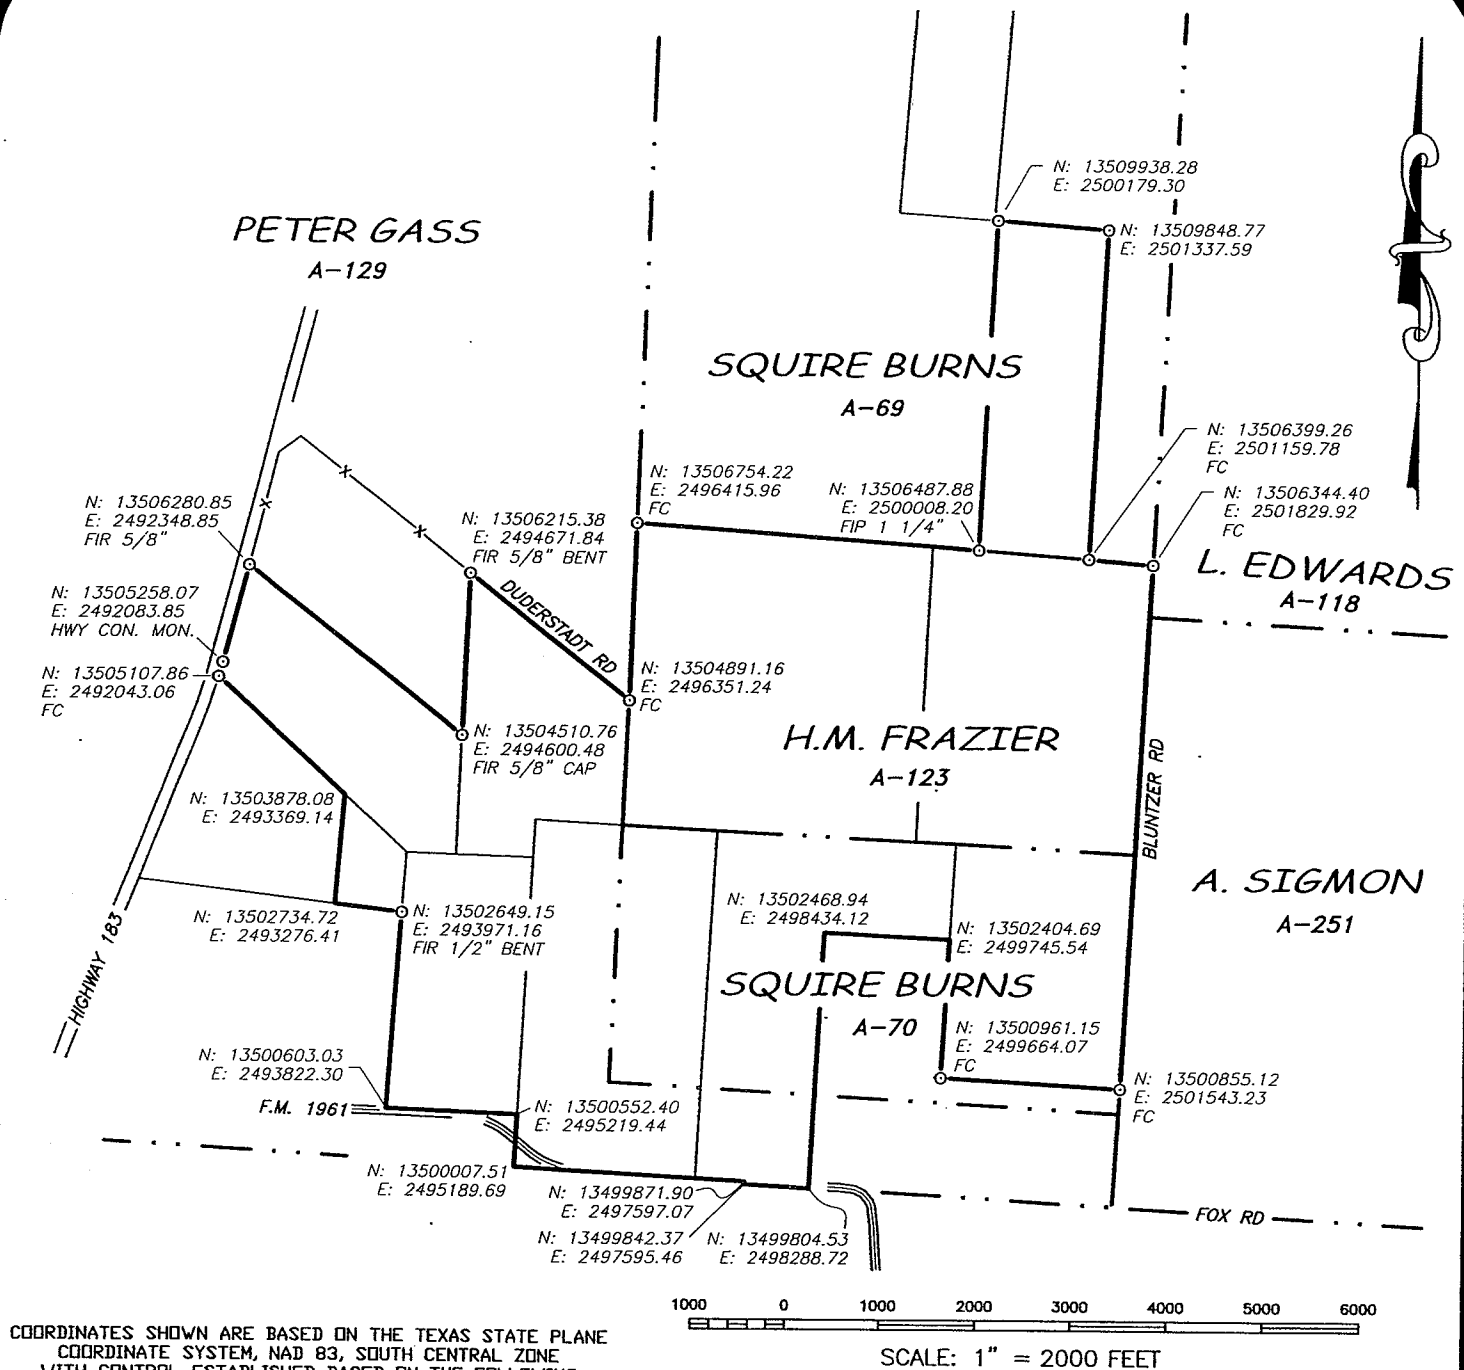 N: 13509938.28
E: 2500179.30
N: 13509848.77
E: 2501337.59
PETER GASS
A-129
SQUIRE BURNS
A-69
N: 13506399.26
E: 2501159.78
FC
N: 13506754.22
E: 2496415.96
FC
N: 13506487.88
E: 2500008.20
FIP 1 1/4"
N: 13506344.40
E: 2501829.92
FC
N: 13506280.85
E: 2492348.85
FIR 5/8"
N: 13506215.38
E: 2494671.84
FIR 5/8" BENT
L. EDWARDS
A-118
N: 13505258.07
E: 2492083.85
HWY CON. MON.
DUDERSTADT RD
N: 13505107.86
E: 2492043.06
FC
N: 13504891.16
E: 2496351.24
FC
N: 13504510.76
E: 2494600.48
FIR 5/8" CAP
H.M. FRAZIER
A-123
BLUNTZER RD
N: 13503878.08
E: 2493369.14
A. SIGMON
A-251
N: 13502734.72
E: 2493276.41
N: 13502649.15
E: 2493971.16
FIR 1/2" BENT
N: 13502468.94
E: 2498434.12
N: 13502404.69
E: 2499745.54
HIGHWAY 183
SQUIRE BURNS
A-70
N: 13500961.15
E: 2499664.07
FC
N: 13500603.03
E: 2493822.30
F.M. 1961
N: 13500552.40
E: 2495219.44
N: 13500855.12
E: 2501543.23
FC
N: 13500007.51
E: 2495189.69
N: 13499871.90
E: 2497597.07
N: 13499842.37
E: 2497595.46
N: 13499804.53
E: 2498288.72
FOX RD
1000 0 1000 2000 3000 4000 5000 6000
SCALE: 1" = 2000 FEET
COORDINATES SHOWN ARE BASED ON THE TEXAS STATE PLANE
COORDINATE SYSTEM, NAD 83, SOUTH CENTRAL ZONE